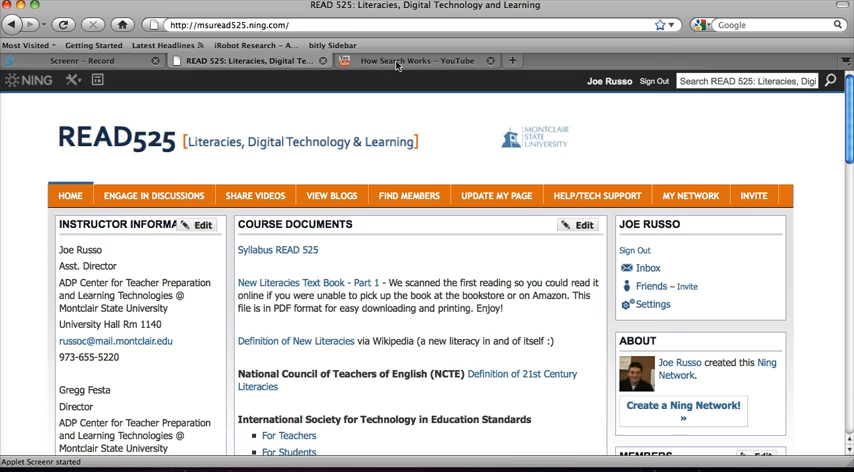 READ 525: Literacies, Digital Technology and Learning
http://msuread525.ning.com/
Google
Most Visited Getting Started Latest Headlines iRobot Research - A... bitly Sidebar
Screenr - Record READ 525: Literacies, Digital Te... You Tube How Search Works - YouTube
NING Joe Russo Sign Out Search READ 525: Literacies, Digi
READ525 [Literacies, Digital Technology & Learning] MONTCLAIR STATE UNIVERSITY
HOME ENGAGE IN DISCUSSIONS SHARE VIDEOS VIEW BLOGS FIND MEMBERS UPDATE MY PAGE HELP/TECH SUPPORT MY NETWORK INVITE
INSTRUCTOR INFORMA Edit
Joe Russo
Asst. Director
ADP Center for Teacher Preparation
and Learning Technologies @
Montclair State University
University Hall Rm 1140
russoc@mail.montclair.edu
973-655-5220
Gregg Festa
Director
ADP Center for Teacher Preparation
and Learning Technologies @
Montclair State University
COURSE DOCUMENTS Edit
Syllabus READ 525
New Literacies Text Book - Part 1 - We scanned the first reading so you could read it
online if you were unable to pick up the book at the bookstore or on Amazon. This
file is in PDF format for easy downloading and printing. Enjoy!
Definition of New Literacies via Wikipedia (a new literacy in and of itself :)
National Council of Teachers of English (NCTE) Definition of 21st Century
Literacies
International Society for Technology in Education Standards
For Teachers
For Students
JOE RUSSO
Sign Out
Inbox
Friends – Invite
Settings
ABOUT
Joe Russo created this Ning
Network.
Create a Ning Network!
»
MEMBERS Edit
Applet Screenr started